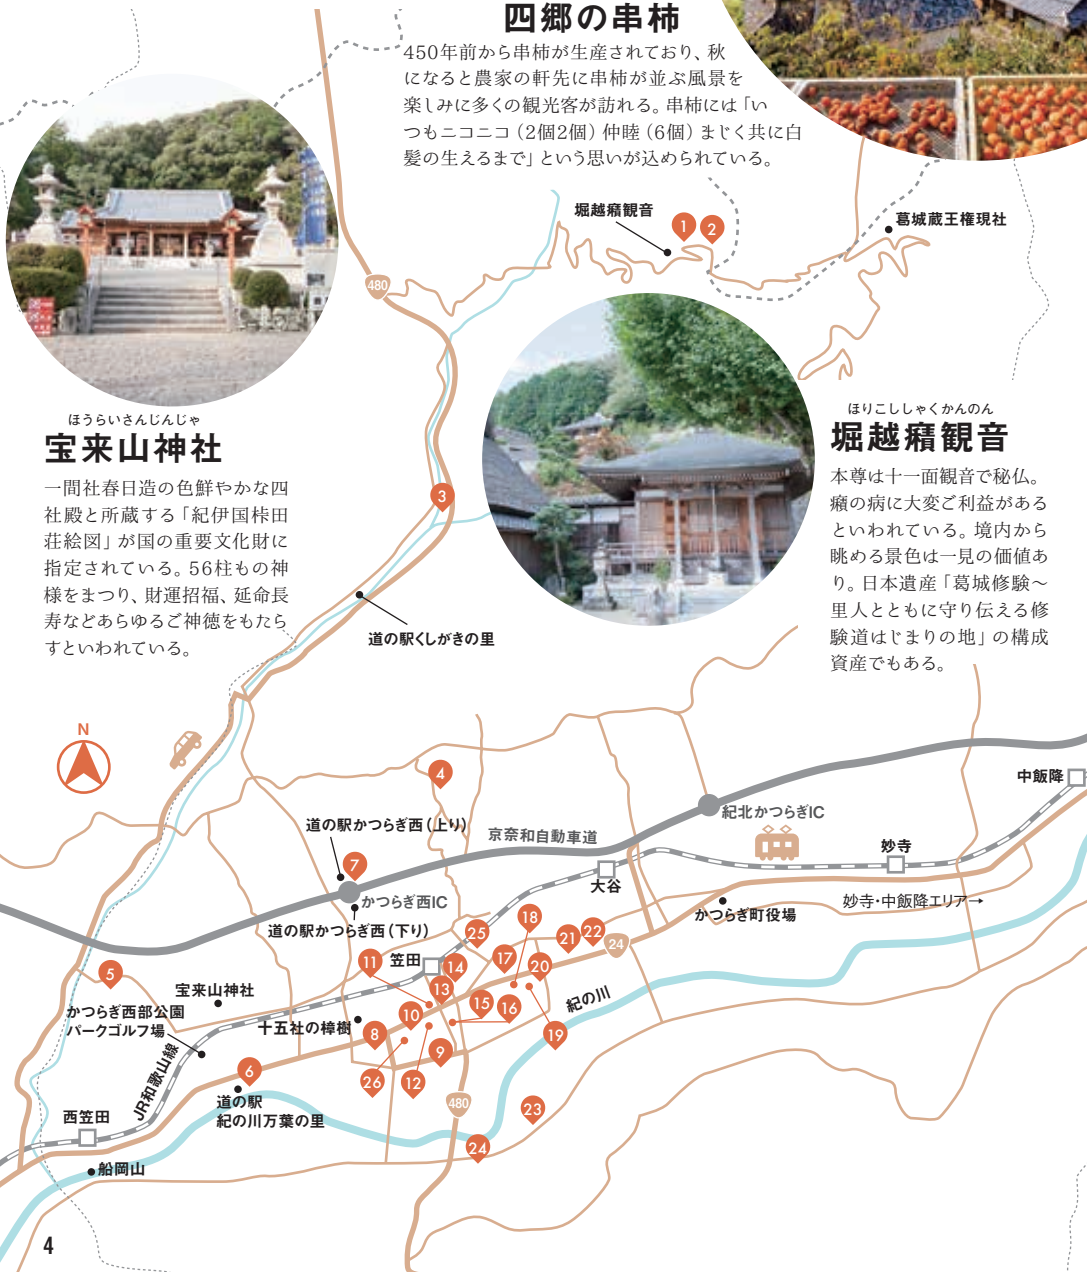 四郷の串柿
450年前から串柿が生産されており、秋
になると農家の軒先に串柿が並ぶ風景を
楽しみに多くの観光客が訪れる。串柿には「い
つもニコニコ（2個2個）仲睦（6個）まじく共に白
髪の生えるまで」という思いが込められている。
堀越癪観音
1
2
葛城蔵王権現社
480
ほうらいさんじんじゃ
宝来山神社
一間社春日造の色鮮やかな四
社殿と所蔵する「紀伊国桛田
荘絵図」が国の重要文化財に
指定されている。56柱もの神
様をまつり、財運招福、延命長
寿などあらゆるご神徳をもたら
すといわれている。
ほりこししゃくかんのん
堀越癪観音
本尊は十一面観音で秘仏。
癪の病に大変ご利益がある
といわれている。境内から
眺める景色は一見の価値あ
り。日本遺産「葛城修験〜
里人とともに守り伝える修
験道はじまりの地」の構成
資産でもある。
3
道の駅くしがきの里
N
4
中飯降
紀北かつらぎIC
道の駅かつらぎ西（上り）
京奈和自動車道
妙寺
7
大谷
かつらぎ西IC
かつらぎ町役場
妙寺・中飯降エリア→
道の駅かつらぎ西（下り）
18
25
21
22
24
11
笠田
14
17
20
5
宝来山神社
13
15
16
紀の川
かつらぎ西部公園
パークゴルフ場
十五社の樟樹
10
8
19
9
JR和歌山線
6
26
12
道の駅
紀の川万葉の里
480
23
西笠田
24
船岡山
4